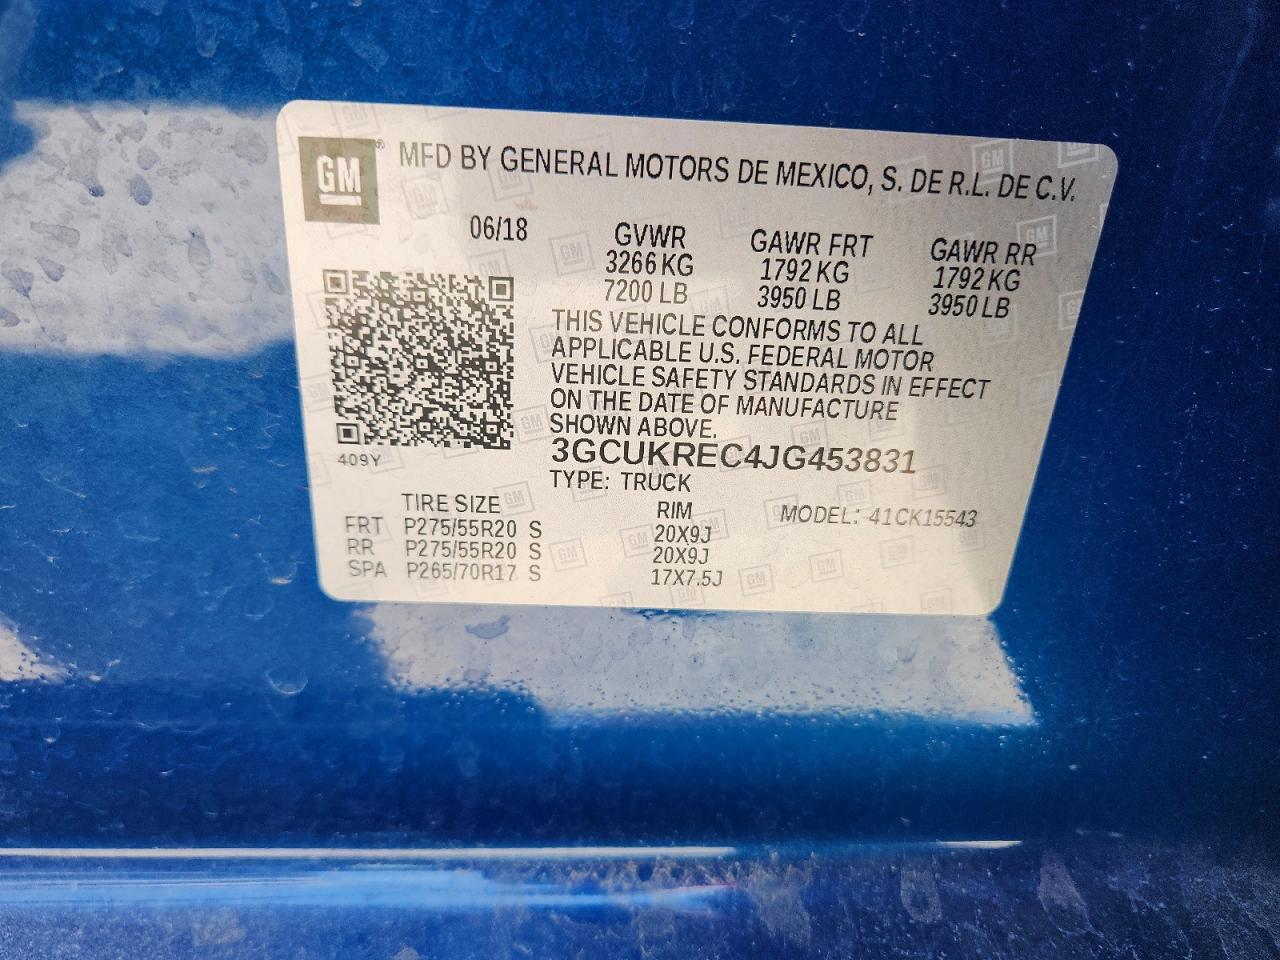 GM ® MFD BY GENERAL MOTORS DE MEXICO, S. DE R.L. DE C.V.
06/18 GVWR GAWR FRT GAWR RR
3266 KG 1792 KG 1792 KG
7200 LB 3950 LB 3950 LB
THIS VEHICLE CONFORMS TO ALL
APPLICABLE U.S. FEDERAL MOTOR
VEHICLE SAFETY STANDARDS IN EFFECT
ON THE DATE OF MANUFACTURE
SHOWN ABOVE.
3GCUKREC4JG453831
409Y
TYPE: TRUCK
TIRE SIZE RIM MODEL: 41CK15543
FRT P275/55R20 S 20X9J
RR P275/55R20 S 20X9J
SPA P265/70R17 S 17X7.5J